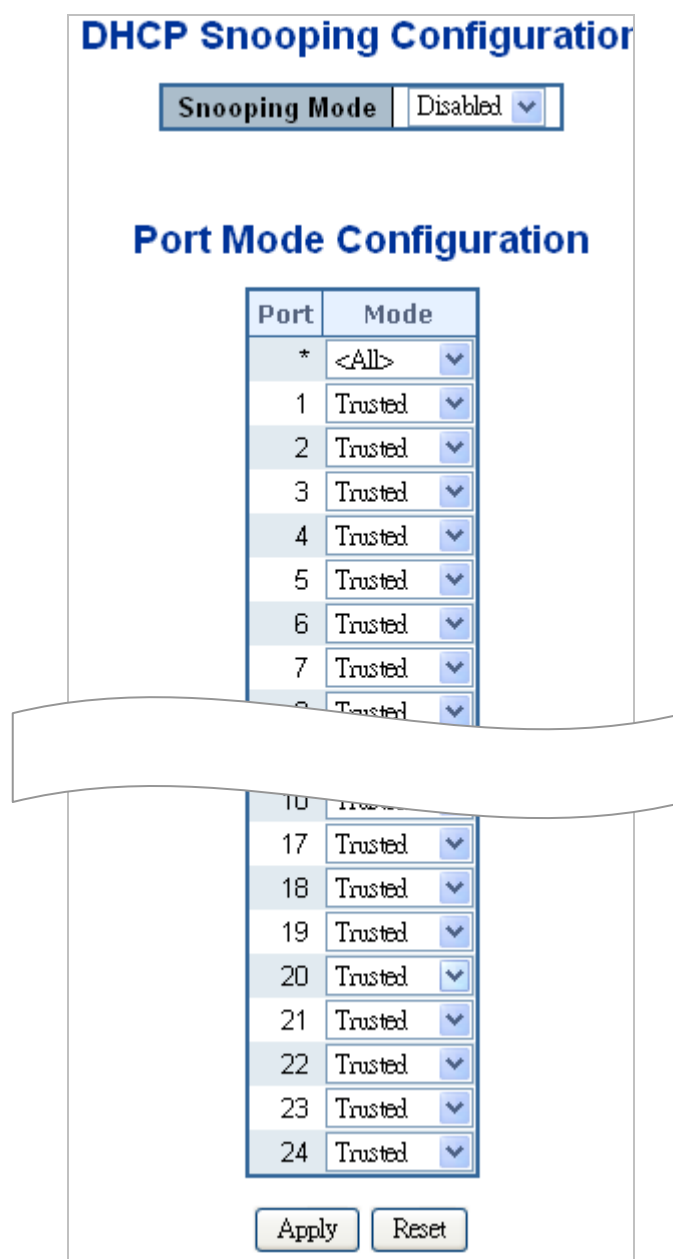 DHCP Snooping Configuration
Snooping Mode Disabled
Port Mode Configuration
Port Mode
* <All>
1 Trusted
2 Trusted
3 Trusted
4 Trusted
5 Trusted
6 Trusted
7 Trusted
Trusted
17 Trusted
18 Trusted
19 Trusted
20 Trusted
21 Trusted
22 Trusted
23 Trusted
24 Trusted
Apply Reset